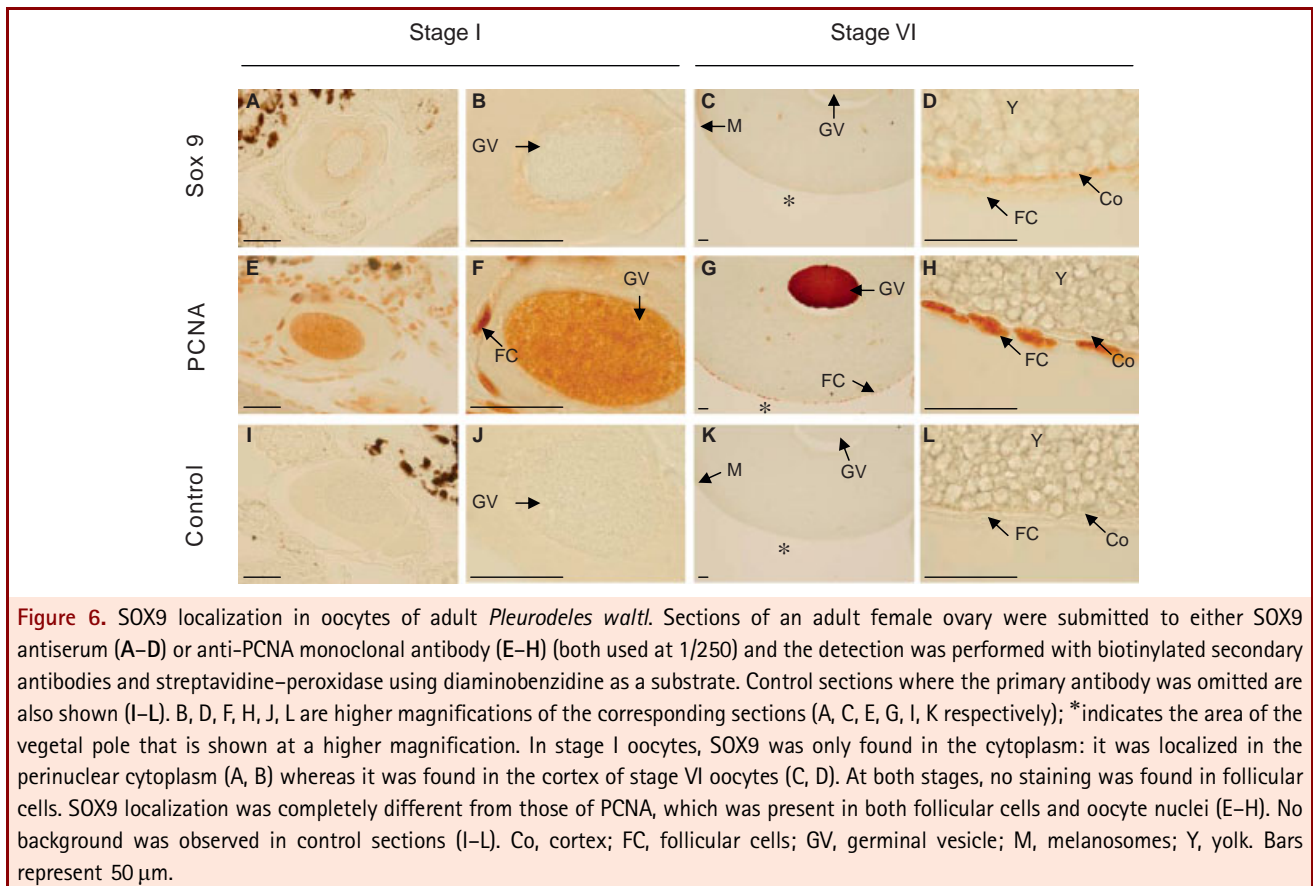 Stage I
Stage VI
Sox 9
A
B
GV
C
M
GV
*
D
Y
FC
Co
PCNA
E
F
GV
FC
G
GV
FC
*
H
Y
FC
Co
Control
I
J
GV
K
M
GV
*
L
Y
FC
Co
Figure 6. SOX9 localization in oocytes of adult Pleurodeles waltl. Sections of an adult female ovary were submitted to either SOX9
antiserum (A–D) or anti-PCNA monoclonal antibody (E–H) (both used at 1/250) and the detection was performed with biotinylated secondary
antibodies and streptavidine–peroxidase using diaminobenzidine as a substrate. Control sections where the primary antibody was omitted are
also shown (I–L). B, D, F, H, J, L are higher magnifications of the corresponding sections (A, C, E, G, I, K respectively); *indicates the area of the
vegetal pole that is shown at a higher magnification. In stage I oocytes, SOX9 was only found in the cytoplasm: it was localized in the
perinuclear cytoplasm (A, B) whereas it was found in the cortex of stage VI oocytes (C, D). At both stages, no staining was found in follicular
cells. SOX9 localization was completely different from those of PCNA, which was present in both follicular cells and oocyte nuclei (E–H). No
background was observed in control sections (I–L). Co, cortex; FC, follicular cells; GV, germinal vesicle; M, melanosomes; Y, yolk. Bars
represent 50 μm.